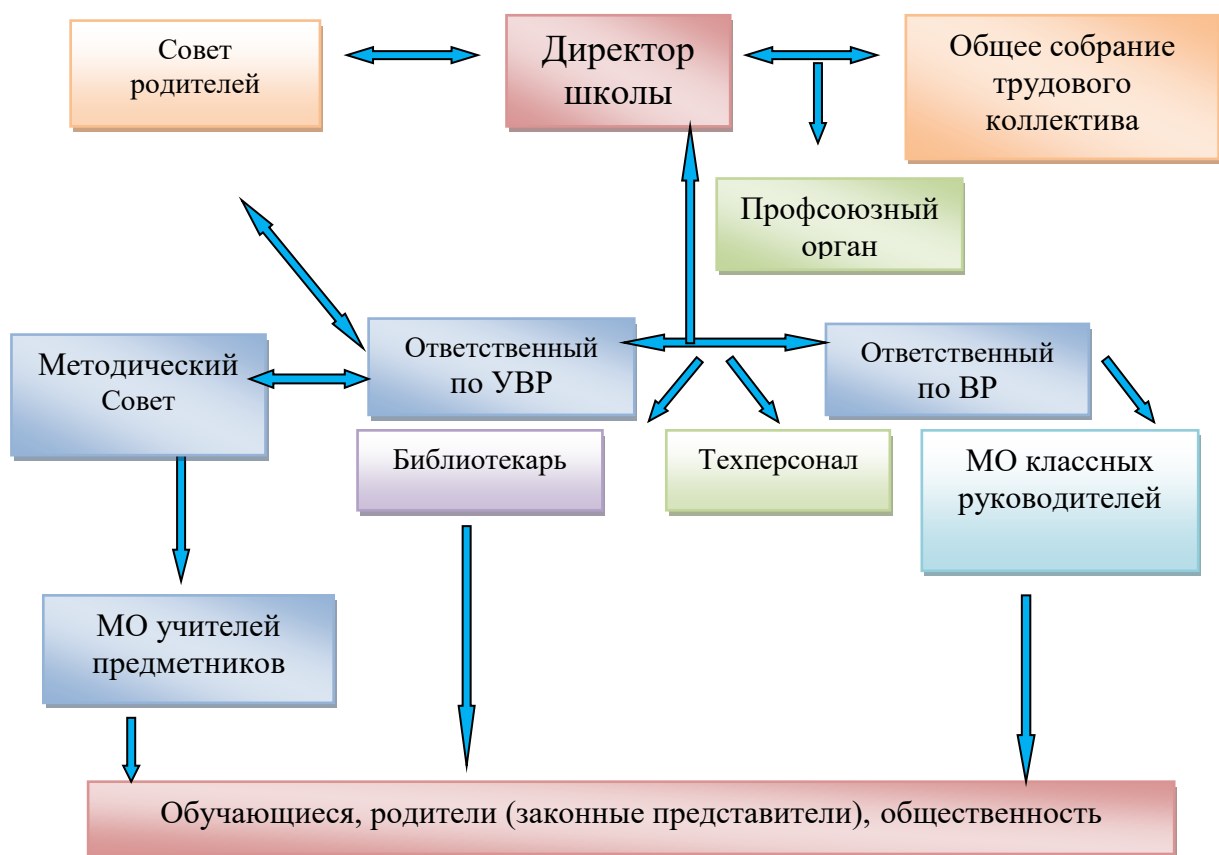 Совет
родителей
Директор
школы
Общее собрание
трудового
коллектива
Профсоюзный
орган
Методический
Совет
Ответственный
по УВР
Ответственный
по ВР
Библиотекарь
Техперсонал
МО классных
руководителей
МО учителей
предметников
Обучающиеся, родители (законные представители), общественность